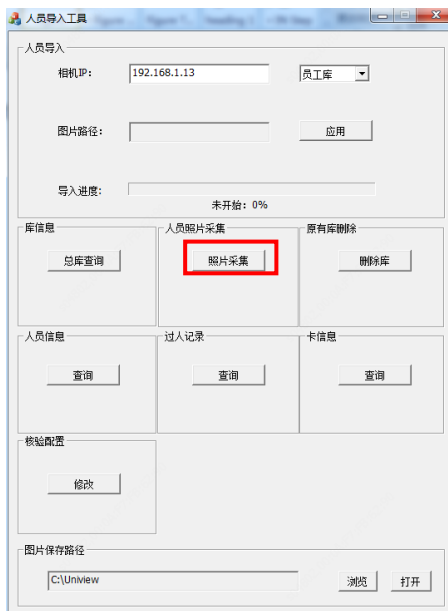 人员导入工具
人员导入
相机IP: 192.168.1.13 员工库
图片路径: 应用
导入进度:
未开始: 0%
库信息 人员照片采集 原有库删除
总库查询 照片采集 删除库
人员信息 过人记录 卡信息
查询 查询 查询
核验配置
修改
图片保存路径
C:\Uniview 浏览 打开